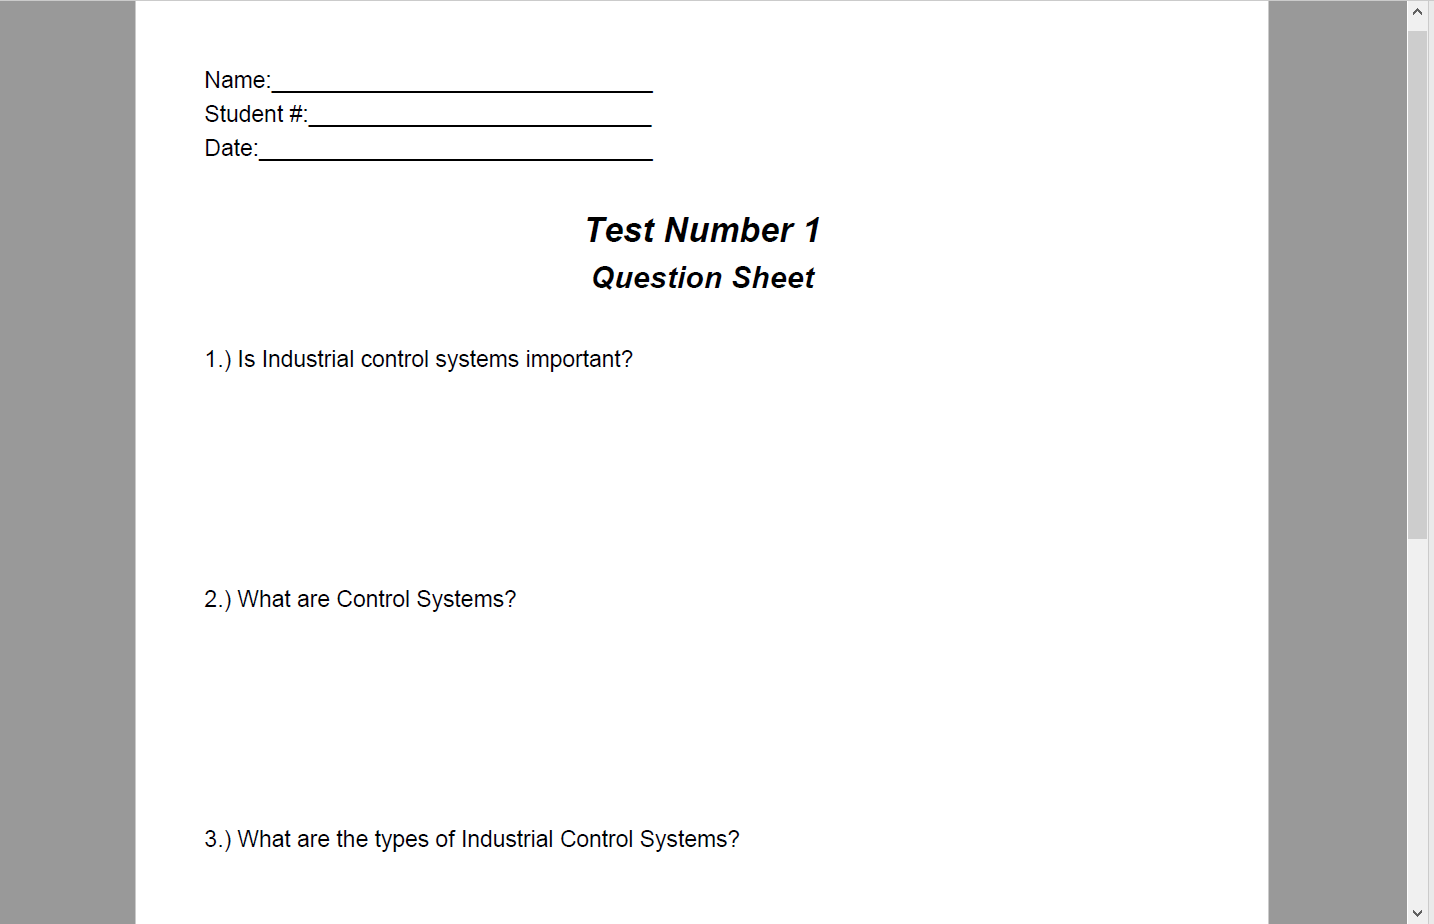 Name:______________________________
Student #:___________________________
Date:_______________________________
Test Number 1
Question Sheet
1.) Is Industrial control systems important?
2.) What are Control Systems?
3.) What are the types of Industrial Control Systems?